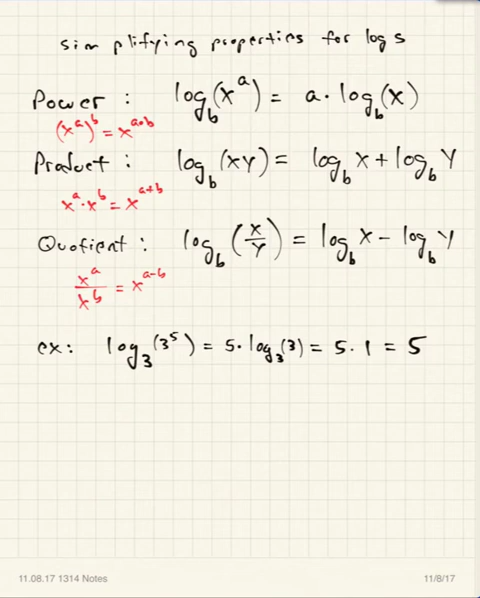 simplifying properties for logs
Power: log_b(x^a) = a·log_b(x)
(x^a)^b = x^(a·b)
Product: log_b(xy) = log_b x + log_b y
x^a·x^b = x^(a+b)
Quotient: log_b(x/y) = log_b x − log_b y
x^a/x^b = x^(a−b)
ex: log_3(3^5) = 5·log_3(3) = 5·1 = 5
11.08.17 1314 Notes 11/8/17